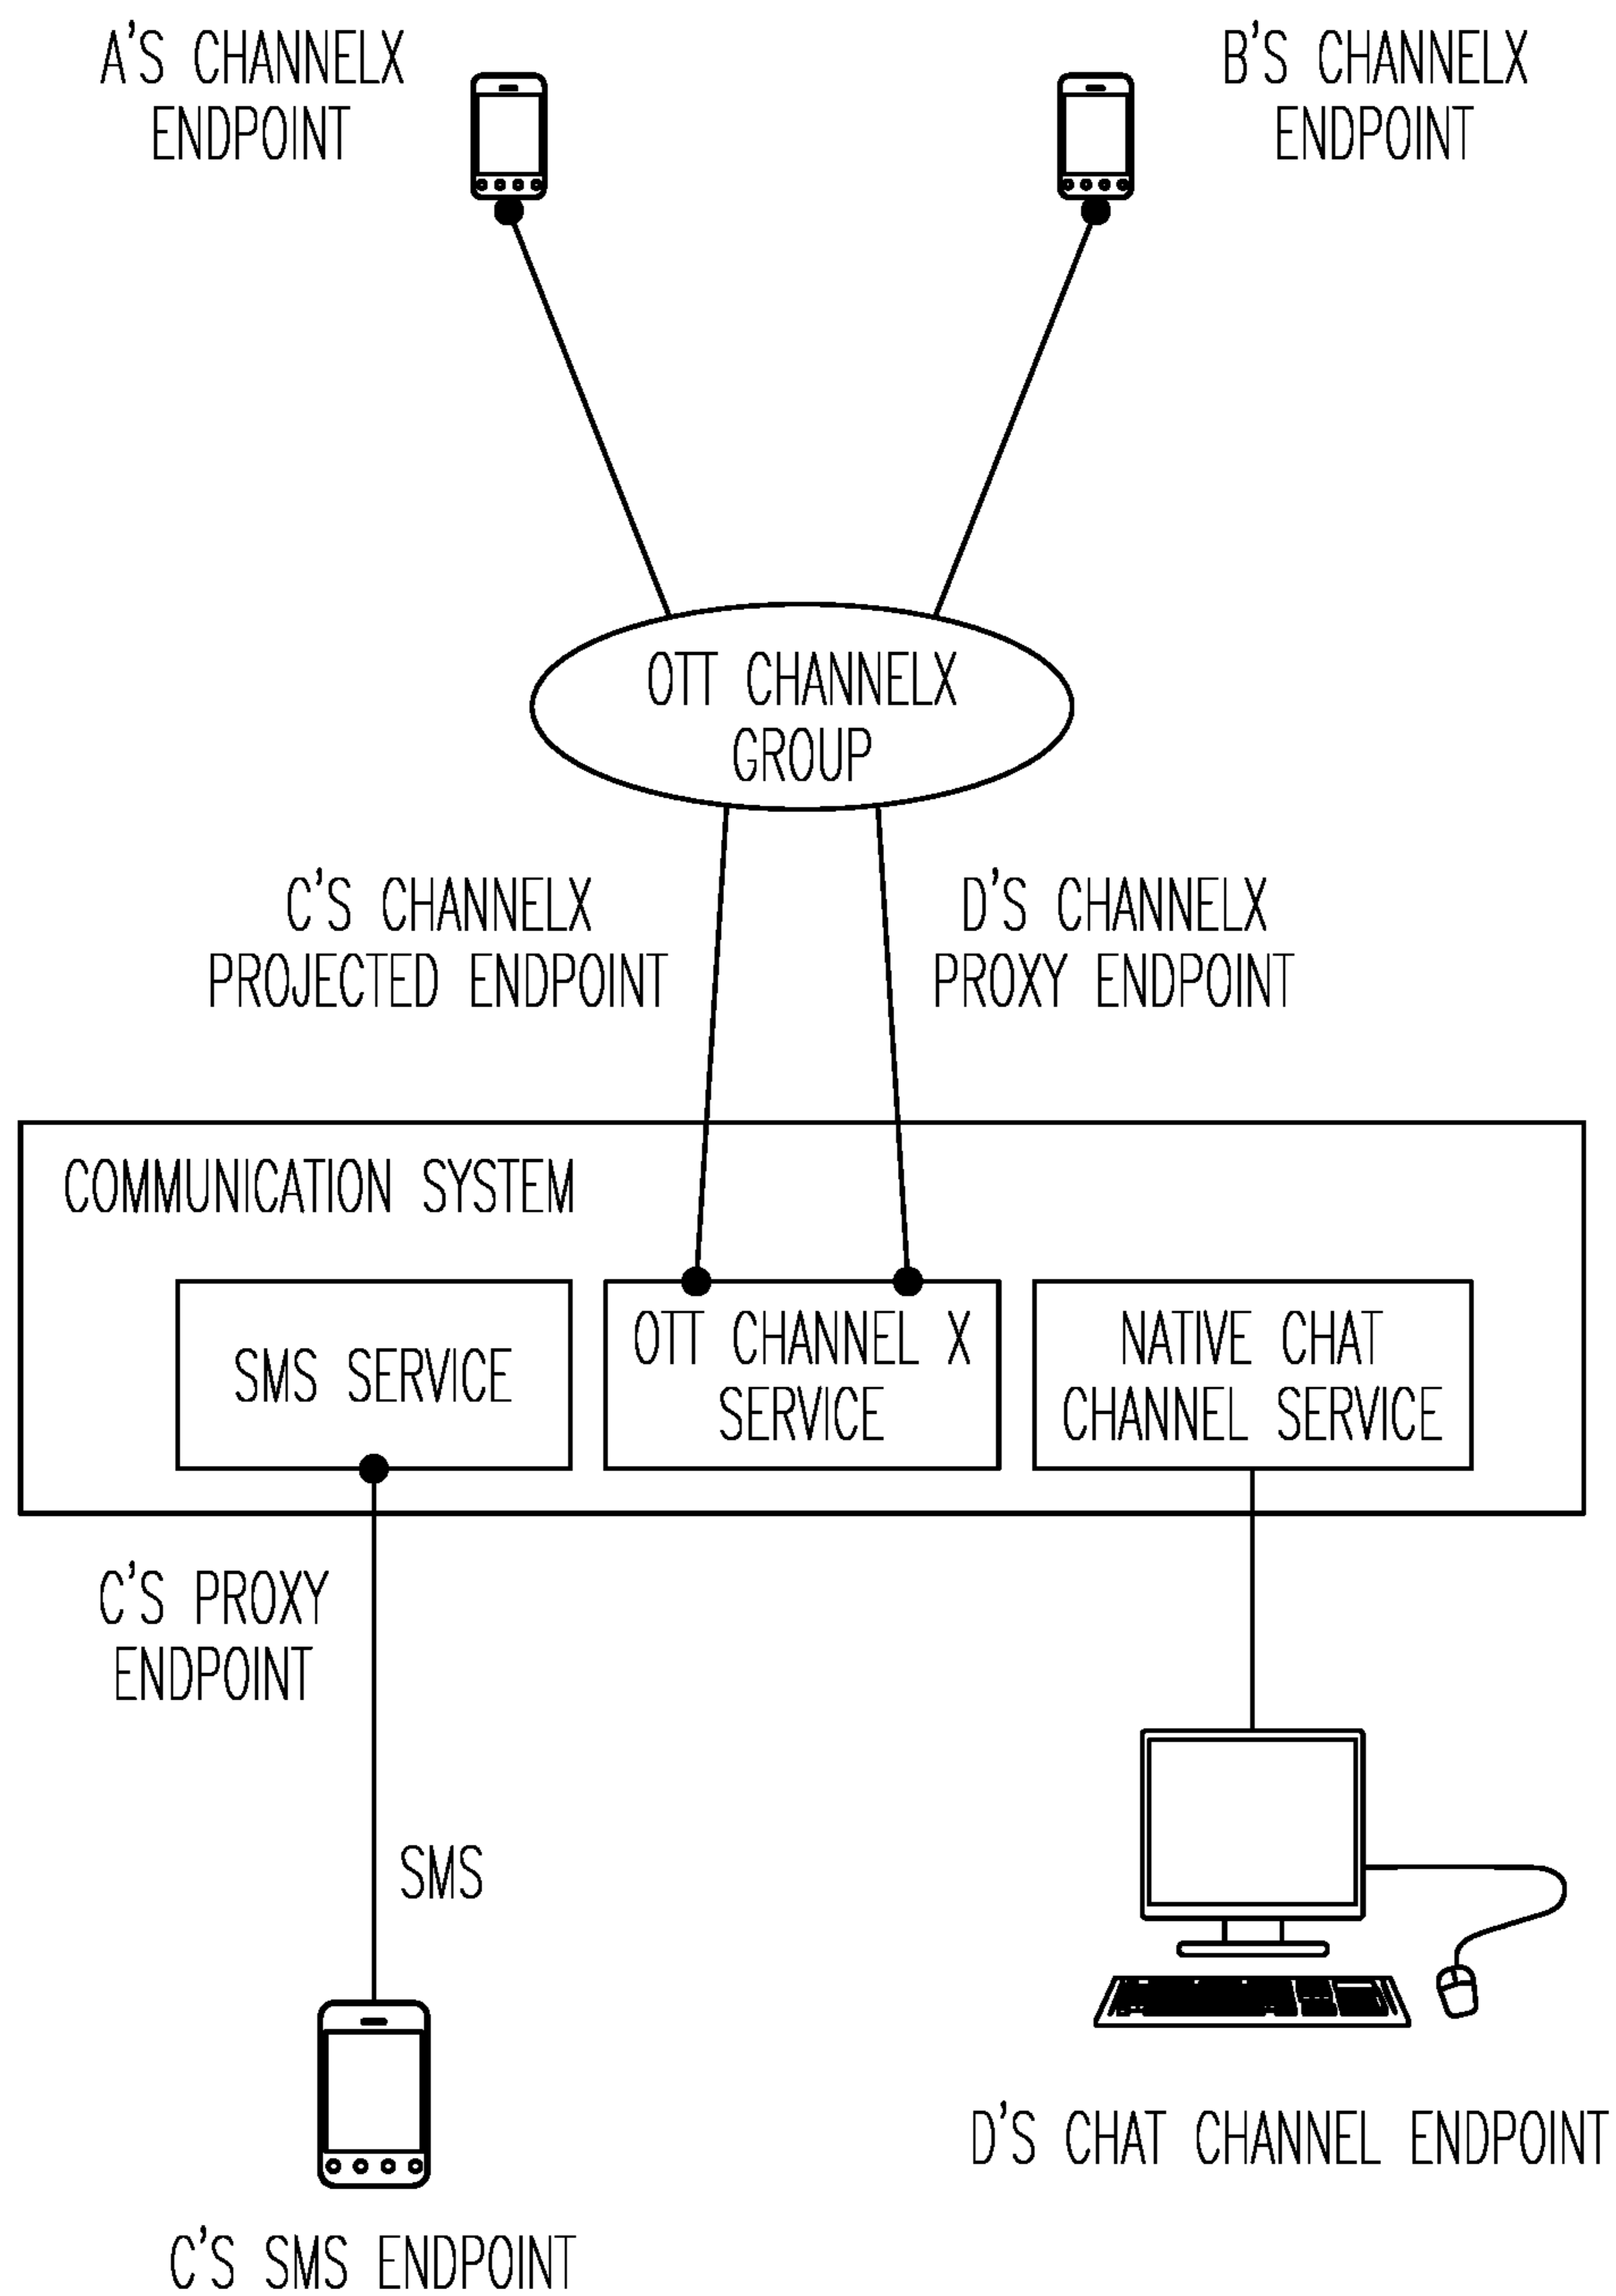 A'S CHANNELX
ENDPOINT
B'S CHANNELX
ENDPOINT
OTT CHANNELX
GROUP
C'S CHANNELX
PROJECTED ENDPOINT
D'S CHANNELX
PROXY ENDPOINT
COMMUNICATION SYSTEM
SMS SERVICE
OTT CHANNEL X
SERVICE
NATIVE CHAT
CHANNEL SERVICE
C'S PROXY
ENDPOINT
SMS
D'S CHAT CHANNEL ENDPOINT
C'S SMS ENDPOINT